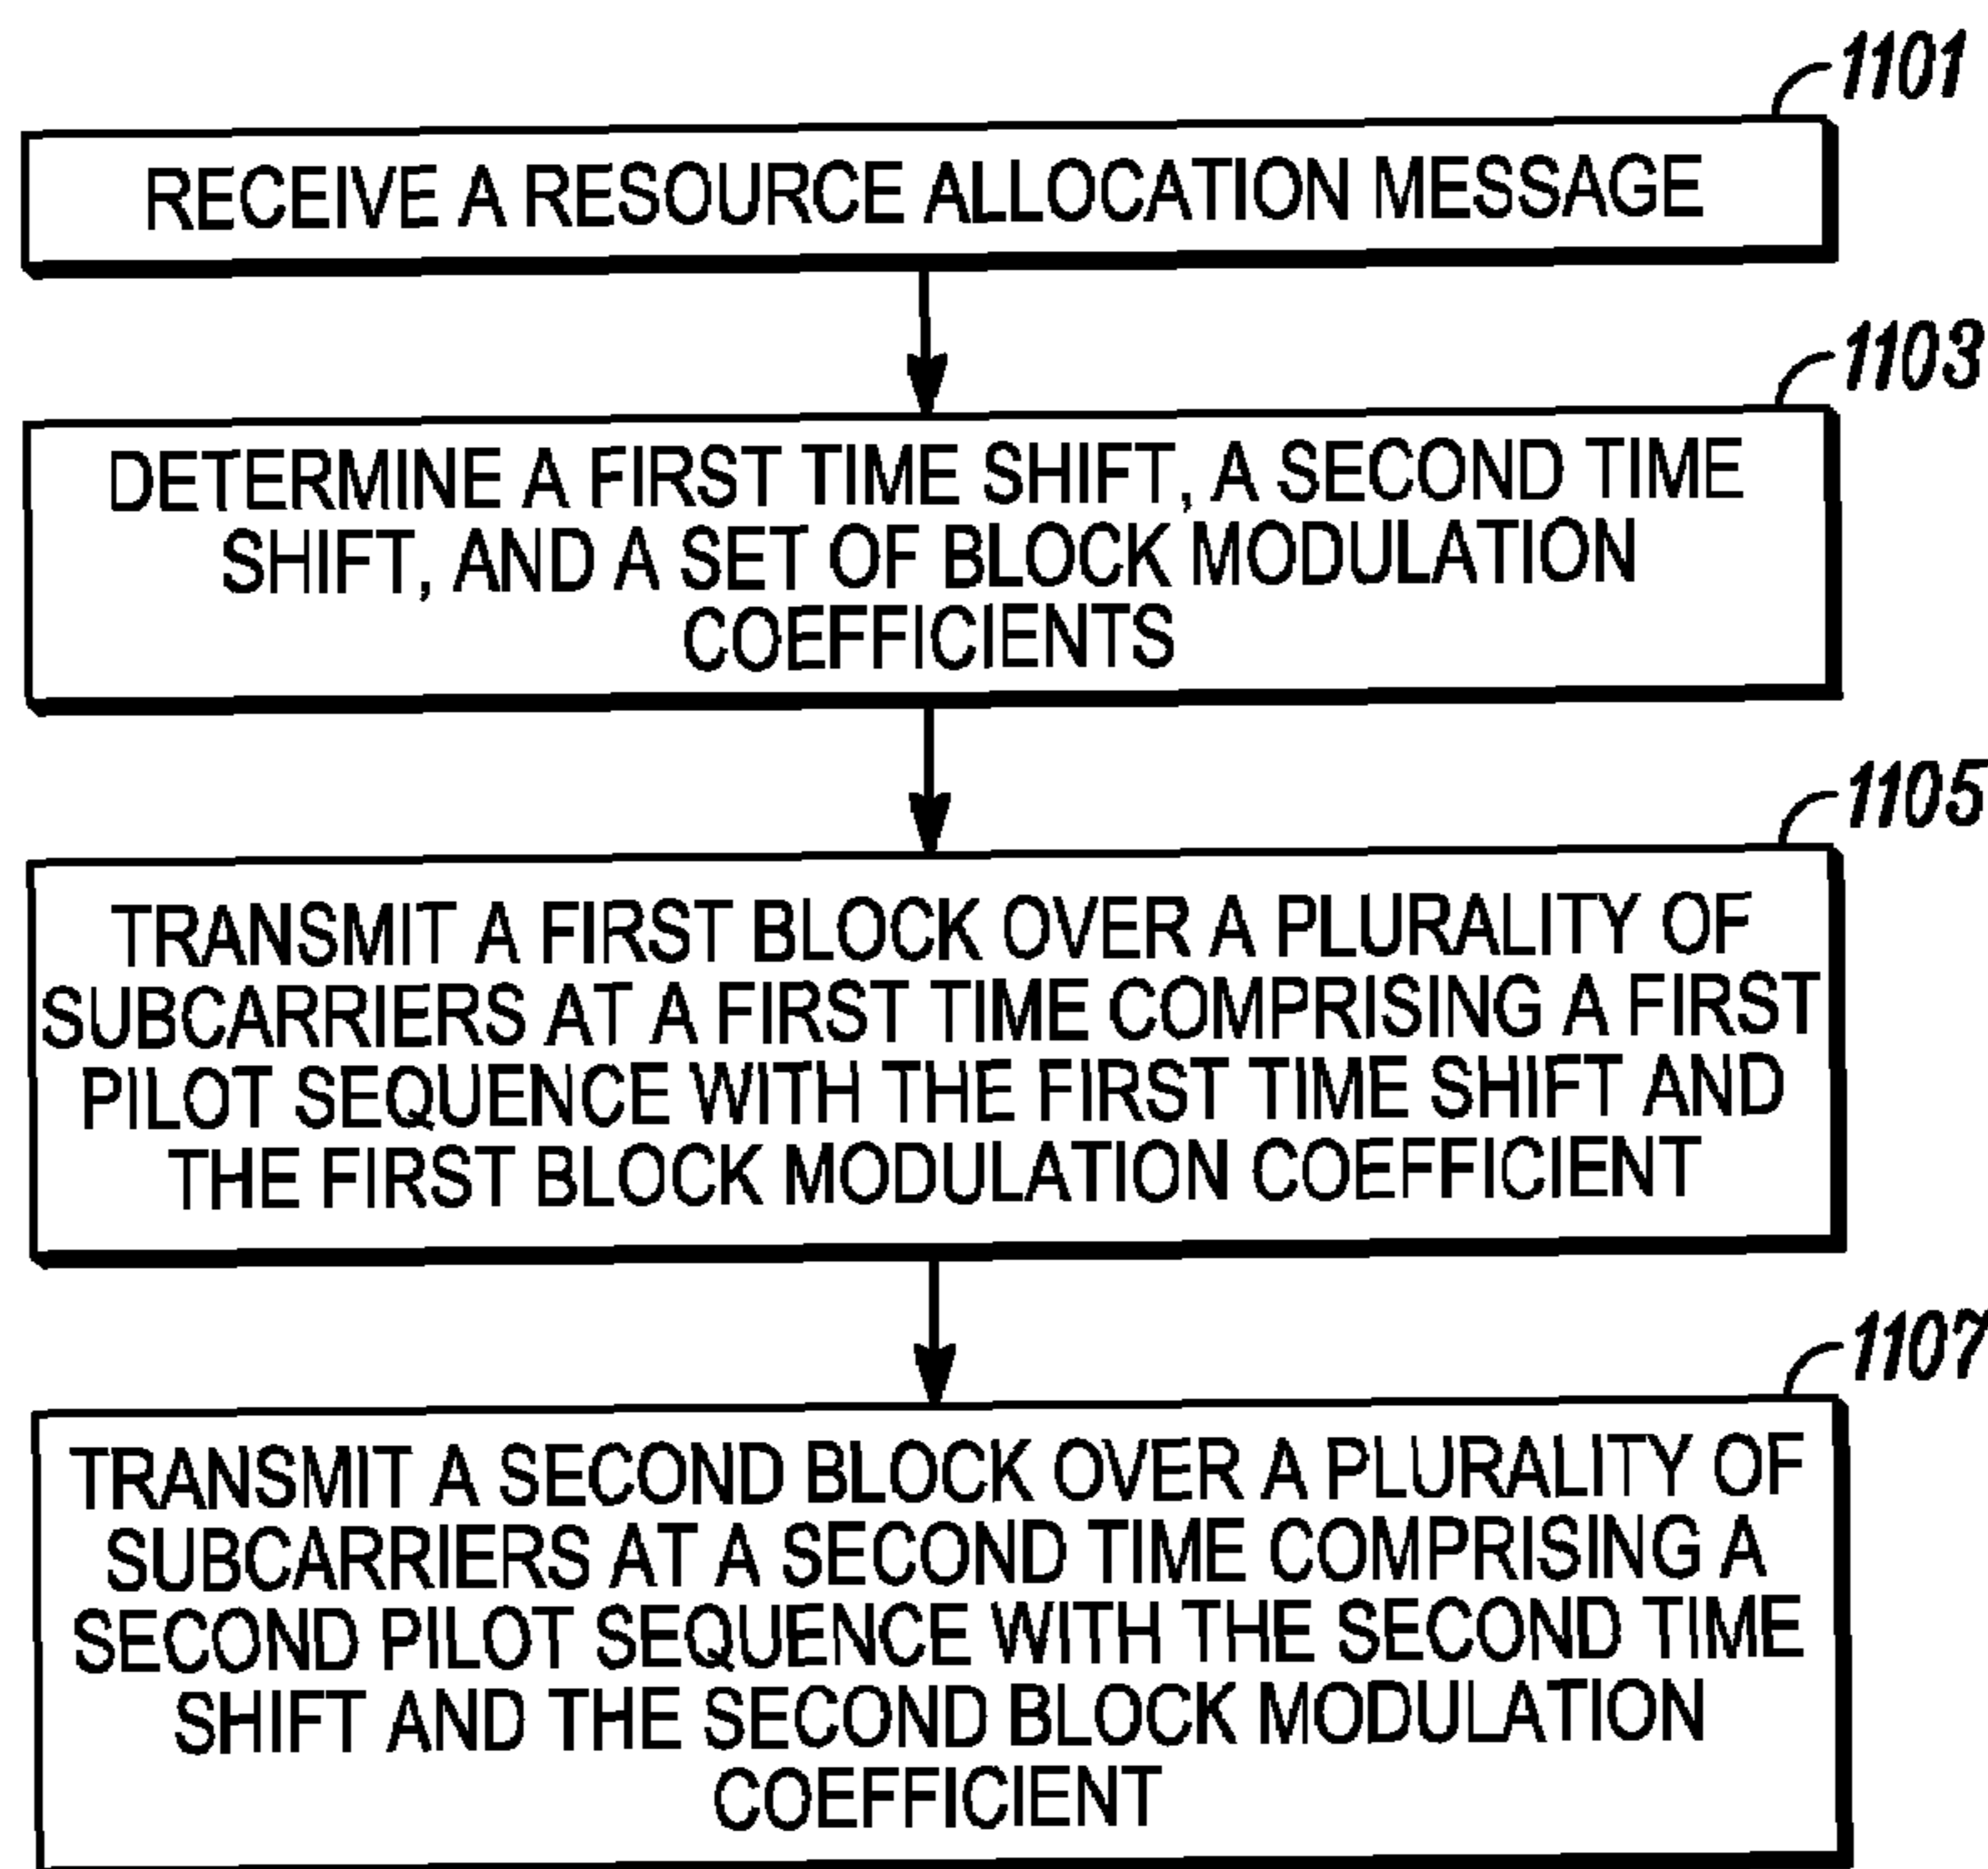 1101
RECEIVE A RESOURCE ALLOCATION MESSAGE
1103
DETERMINE A FIRST TIME SHIFT, A SECOND TIME
SHIFT, AND A SET OF BLOCK MODULATION
COEFFICIENTS
1105
TRANSMIT A FIRST BLOCK OVER A PLURALITY OF
SUBCARRIERS AT A FIRST TIME COMPRISING A FIRST
PILOT SEQUENCE WITH THE FIRST TIME SHIFT AND
THE FIRST BLOCK MODULATION COEFFICIENT
1107
TRANSMIT A SECOND BLOCK OVER A PLURALITY OF
SUBCARRIERS AT A SECOND TIME COMPRISING A
SECOND PILOT SEQUENCE WITH THE SECOND TIME
SHIFT AND THE SECOND BLOCK MODULATION
COEFFICIENT